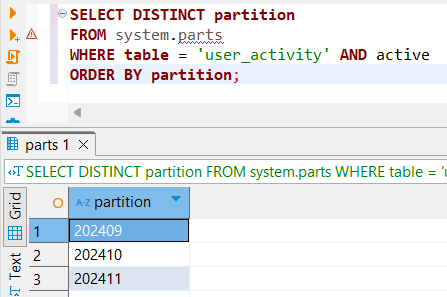 SELECT DISTINCT partition
FROM system.parts
WHERE table = 'user_activity' AND active
ORDER BY partition;
parts 1
SELECT DISTINCT partition FROM system.parts WHERE table = 'u
Grid
Text
A-Z partition
1 202409
2 202410
3 202411